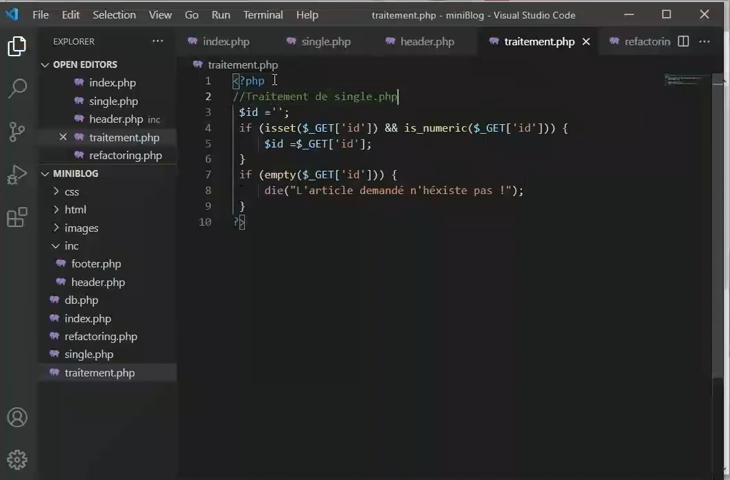 File Edit Selection View Go Run Terminal Help traitement.php - miniBlog - Visual Studio Code
EXPLORER ··· index.php single.php header.php traitement.php × refactorin ···
OPEN EDITORS
index.php
single.php
header.php inc
× traitement.php
refactoring.php
MINIBLOG
css
html
images
inc
footer.php
header.php
db.php
index.php
refactoring.php
single.php
traitement.php
traitement.php
1 <?php
2 //Traitement de single.php
3 $id ='';
4 if (isset($_GET['id']) && is_numeric($_GET['id'])) {
5 $id =$_GET['id'];
6 }
7 if (empty($_GET['id'])) {
8 die("L'article demandé n'héxiste pas !");
9 }
10 ?>